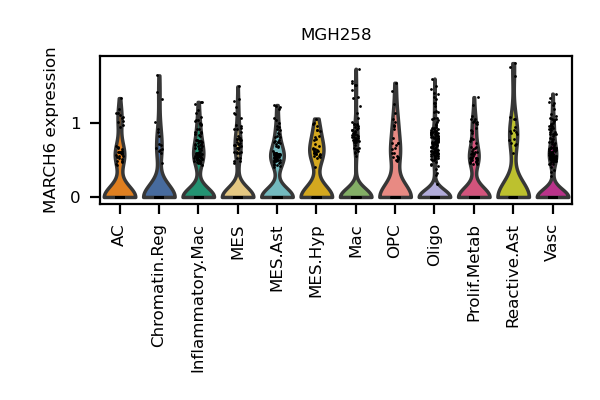 MGH258
MARCH6 expression
1
0
AC
Chromatin.Reg
Inflammatory.Mac
MES
MES.Ast
MES.Hyp
Mac
OPC
Oligo
Prolif.Metab
Reactive.Ast
Vasc